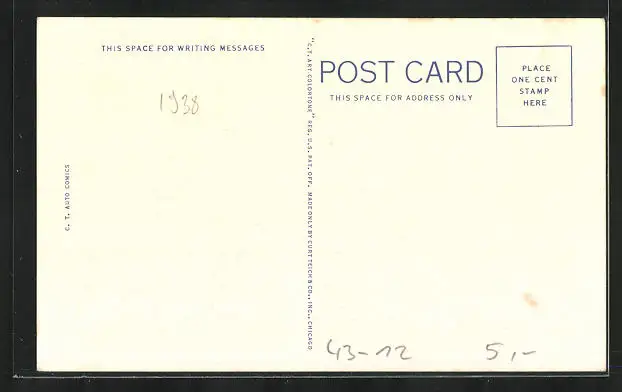 THIS SPACE FOR WRITING MESSAGES
1938
C. T. AUTO COMICS
"C.T. ART-COLORTONE" REG. U.S. PAT. OFF. MADE ONLY BY CURT TEICH & CO., INC., CHICAGO
POST CARD
THIS SPACE FOR ADDRESS ONLY
PLACE
ONE CENT
STAMP
HERE
43-12
5,-